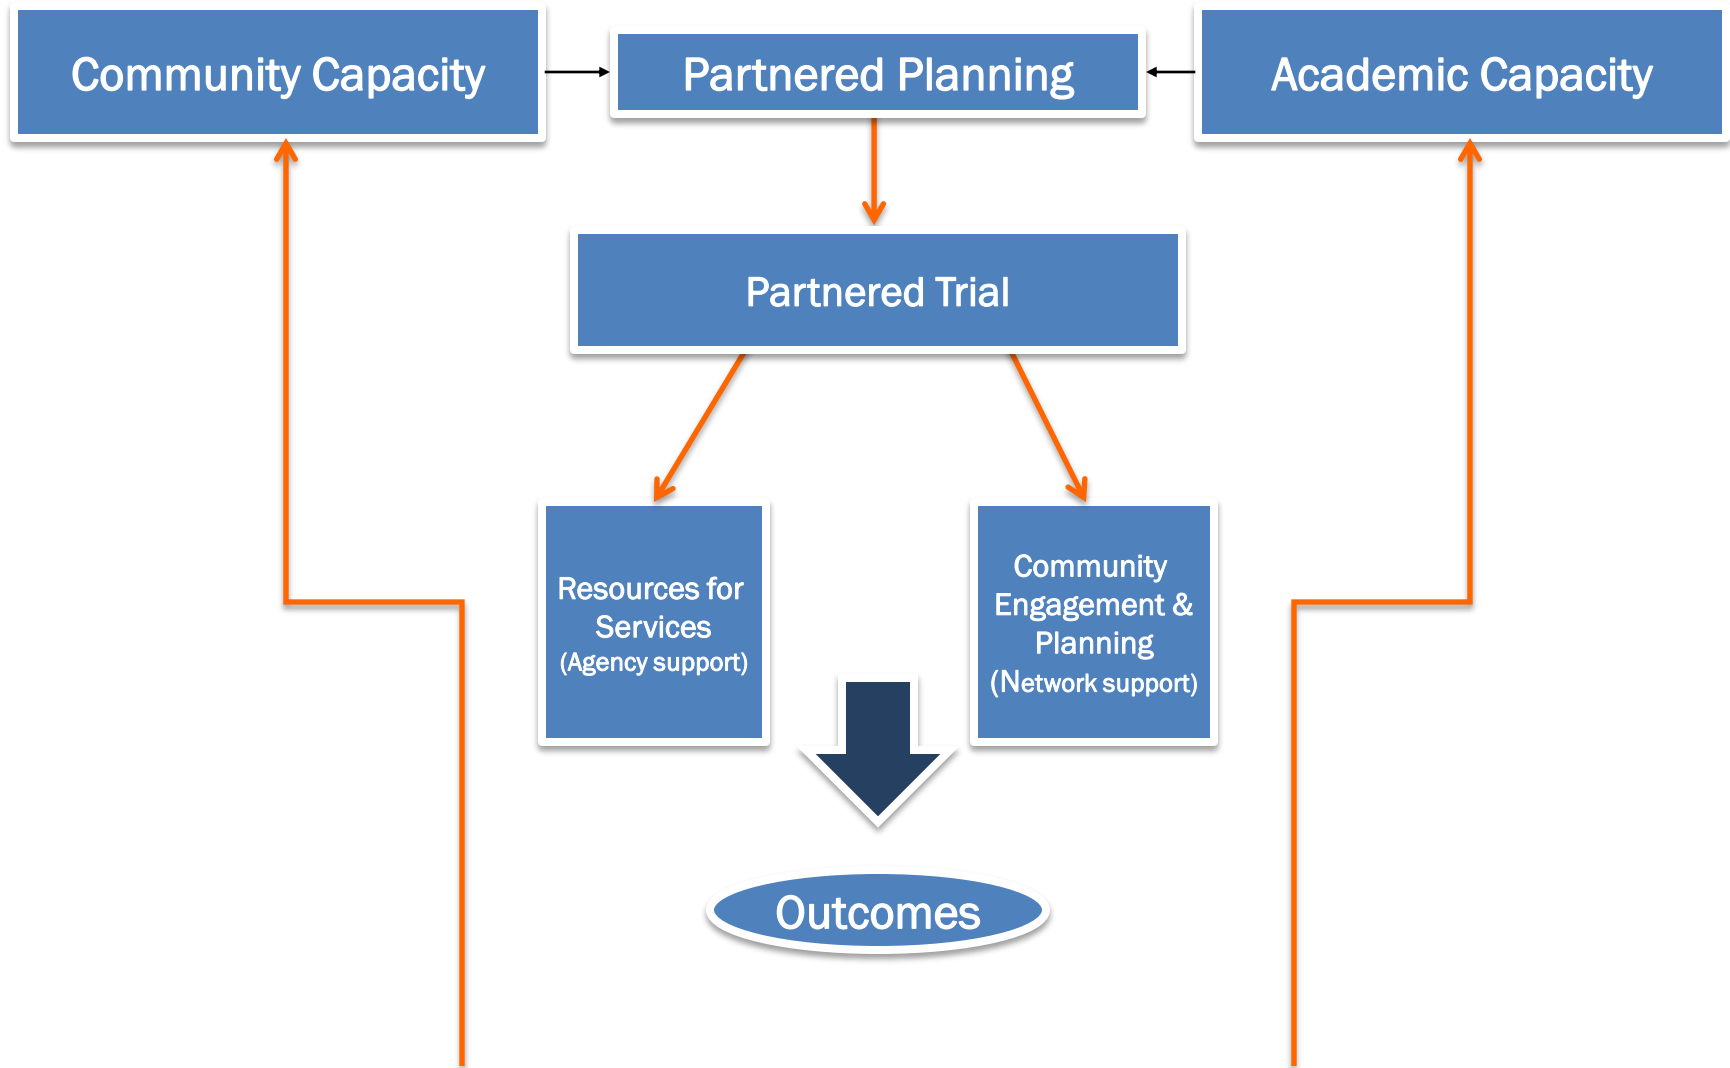 Community Capacity
Partnered Planning
Academic Capacity
Partnered Trial
Resources for
Services
(Agency support)
Community
Engagement &
Planning
(Network support)
Outcomes